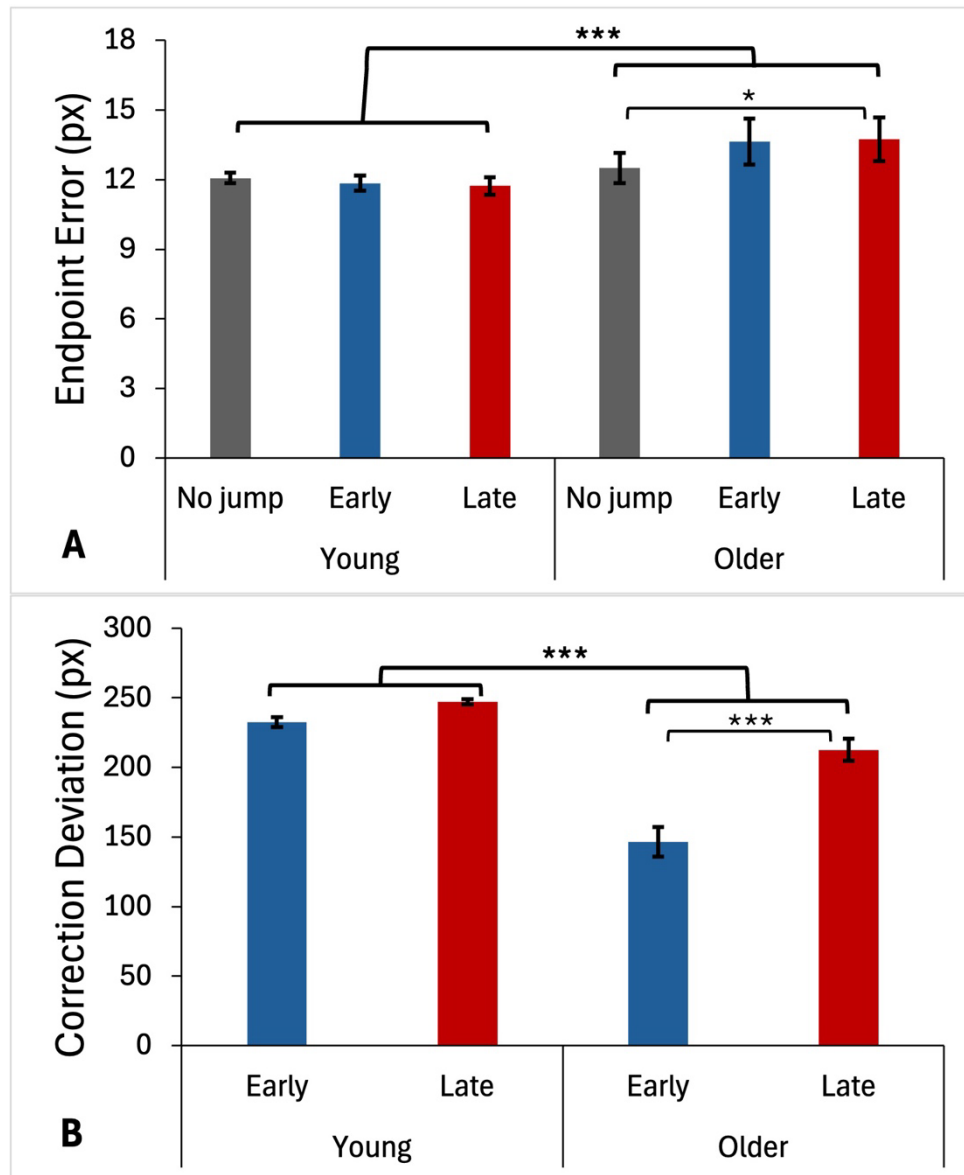 18
***
15
*
12
9
6
3
0
Endpoint Error (px)
No jump Early Late No jump Early Late
A
Young Older
300
***
250
***
200
150
100
50
0
Correction Deviation (px)
Early Late Early Late
B
Young Older